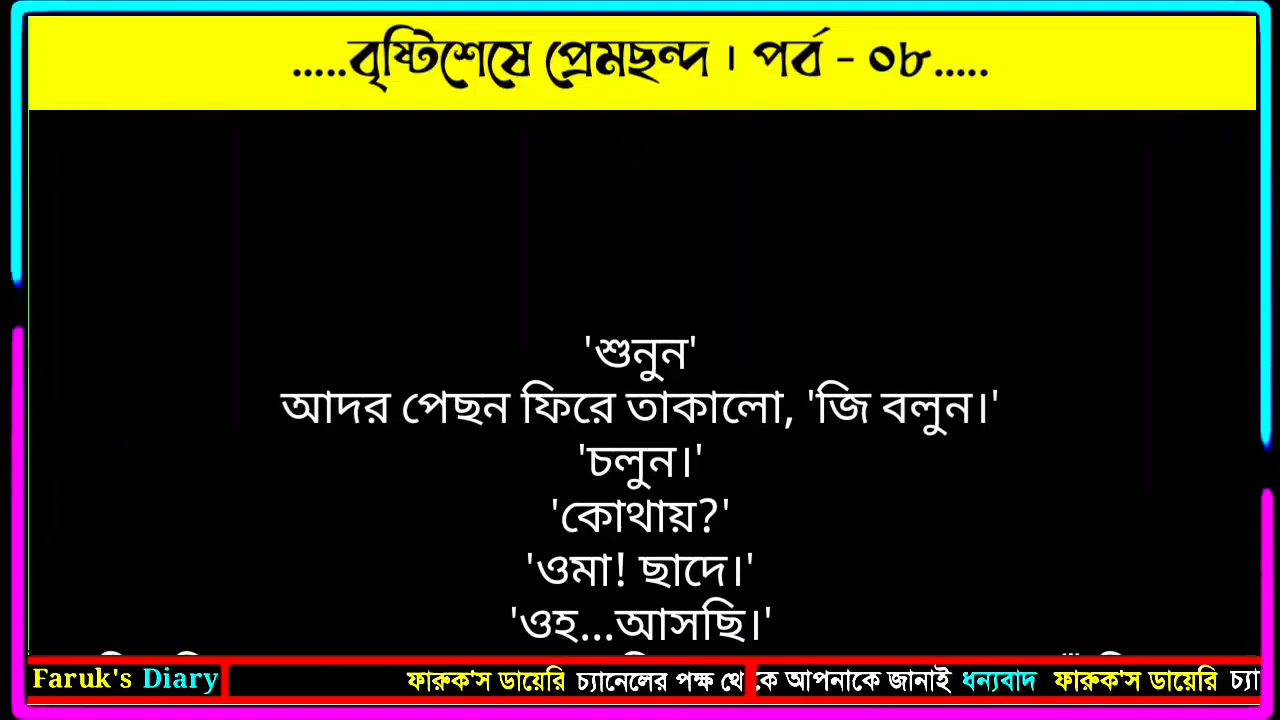 .....বৃষ্টিশেষে প্রেমছন্দ । পর্ব - ০৮.....
'শুনুন'
আদর পেছন ফিরে তাকালো, 'জি বলুন।'
'চলুন।'
'কোথায়?'
'ওমা! ছাদে।'
'ওহ...আসছি।'
Faruk's Diary ফারুক'স ডায়েরি চ্যানেলের পক্ষ থেকে আপনাকে জানাই ধন্যবাদ ফারুক'স ডায়েরি চ্যা